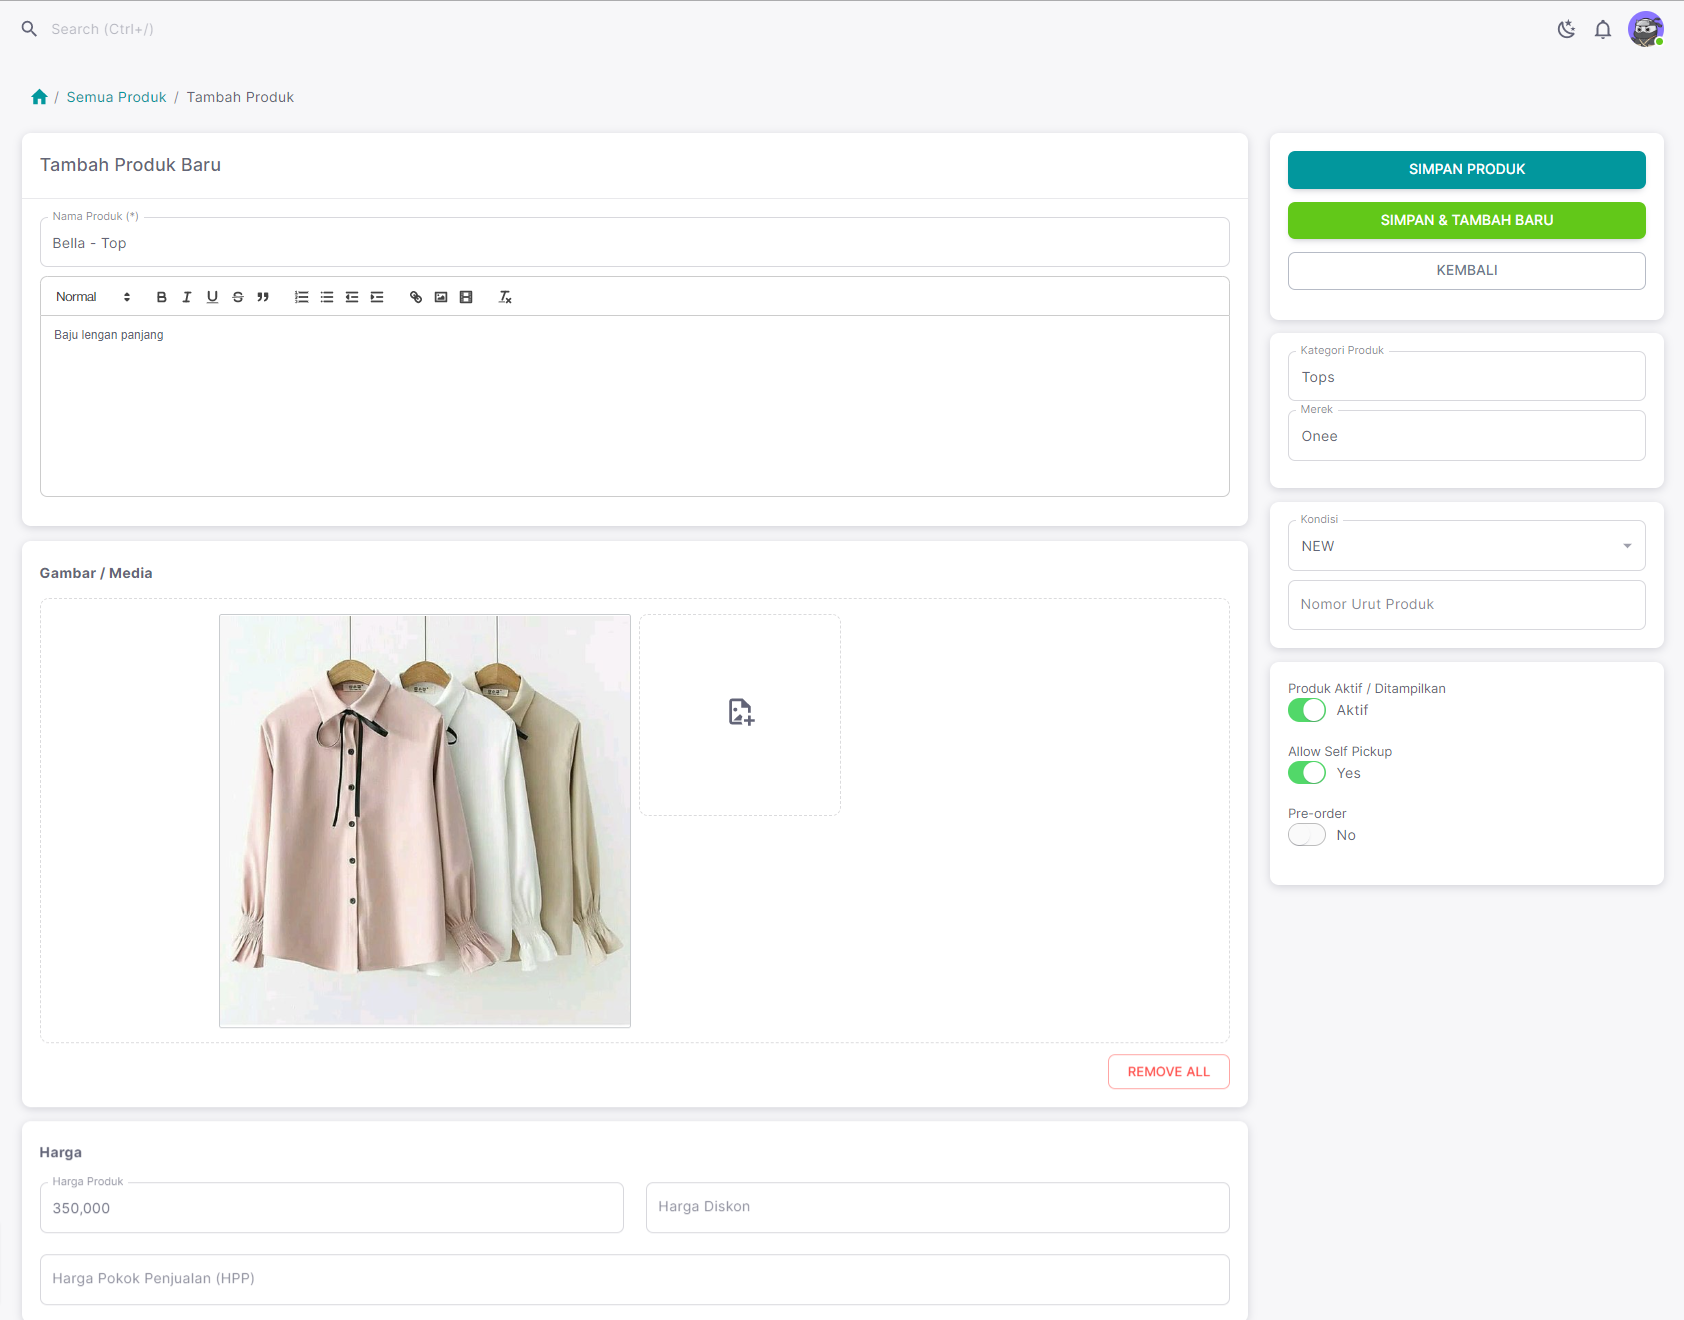 Search (Ctrl+/)
/ Semua Produk / Tambah Produk
Tambah Produk Baru
Nama Produk (*)
Bella - Top
Normal
Baju lengan panjang
Gambar / Media
REMOVE ALL
Harga
Harga Produk
350,000
Harga Diskon
Harga Pokok Penjualan (HPP)
SIMPAN PRODUK
SIMPAN & TAMBAH BARU
KEMBALI
Kategori Produk
Tops
Merek
Onee
Kondisi
NEW
Nomor Urut Produk
Produk Aktif / Ditampilkan
Aktif
Allow Self Pickup
Yes
Pre-order
No